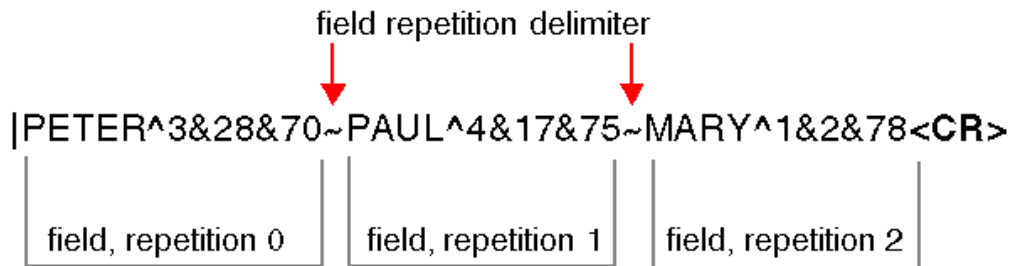 field repetition delimiter
|PETER^3&28&70~PAUL^4&17&75~MARY^1&2&78<CR>
field, repetition 0 field, repetition 1 field, repetition 2